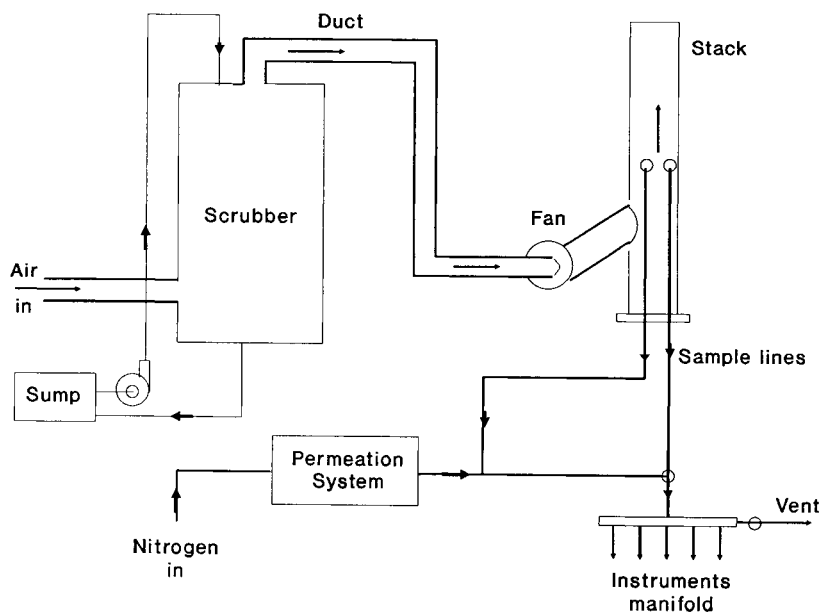 Duct
Stack
Scrubber
Fan
Air
in
Sump
Sample lines
Permeation
System
Nitrogen
in
Vent
Instruments
manifold